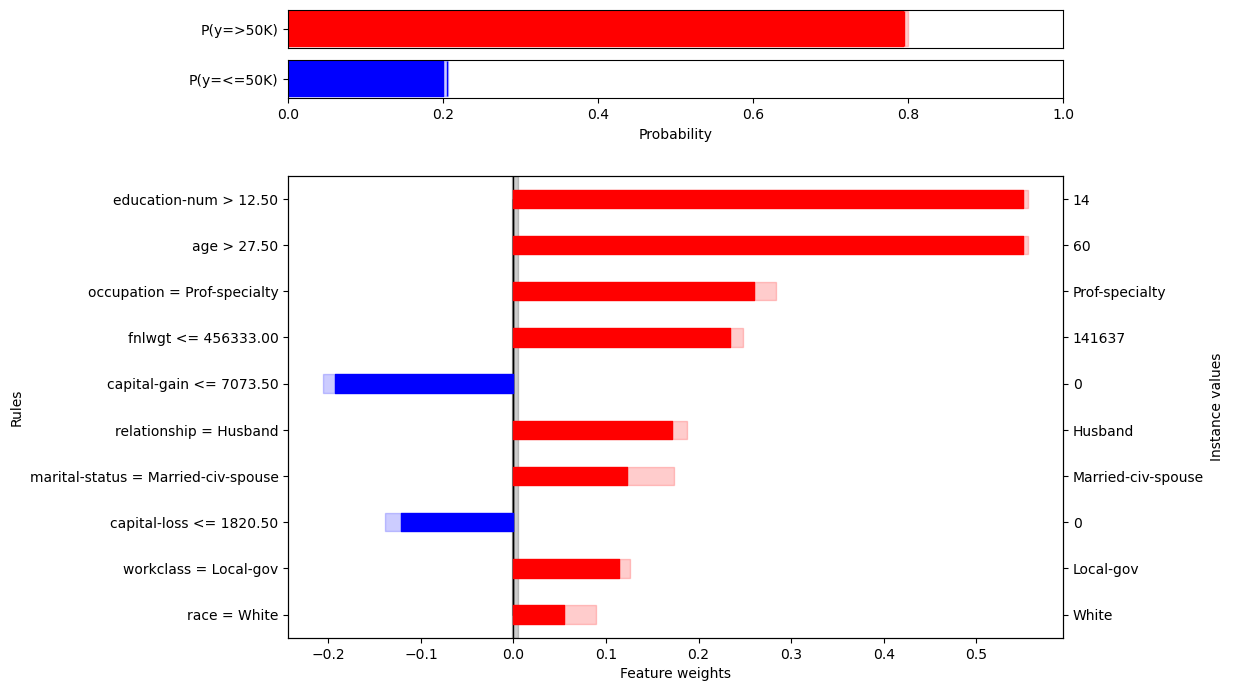 P(y=>50K)
P(y=<=50K)
0.0 0.2 0.4 0.6 0.8 1.0
Probability
education-num > 12.50 14
age > 27.50 60
occupation = Prof-specialty Prof-specialty
fnlwgt <= 456333.00 141637
capital-gain <= 7073.50 0
relationship = Husband Husband
marital-status = Married-civ-spouse Married-civ-spouse
capital-loss <= 1820.50 0
workclass = Local-gov Local-gov
race = White White
Rules
Instance values
−0.2 −0.1 0.0 0.1 0.2 0.3 0.4 0.5
Feature weights